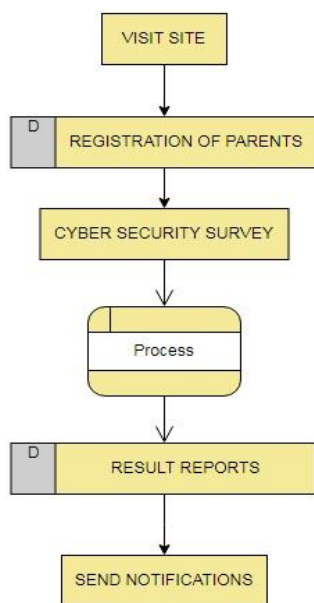 VISIT SITE
D
REGISTRATION OF PARENTS
CYBER SECURITY SURVEY
Process
D
RESULT REPORTS
SEND NOTIFICATIONS